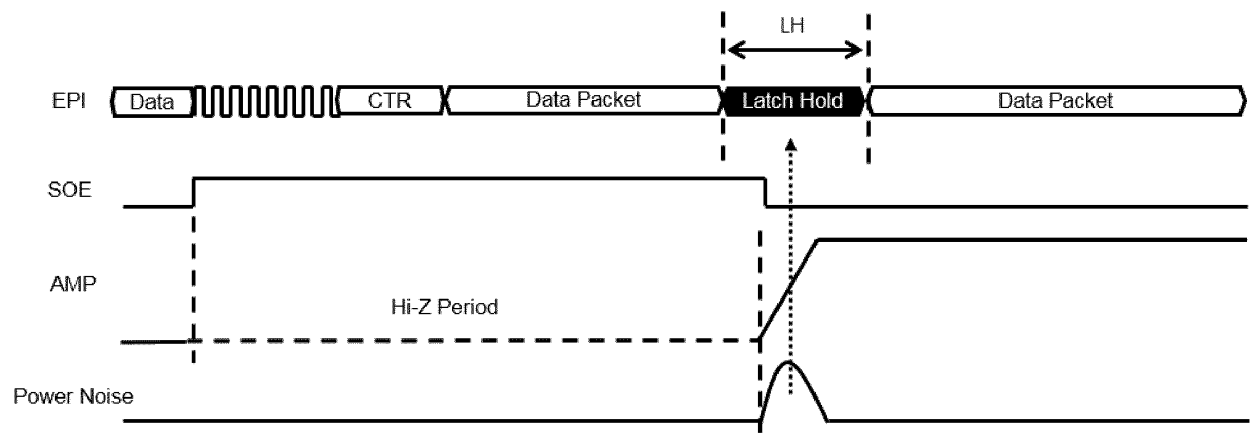 LH
EPI Data CTR Data Packet Latch Hold Data Packet
SOE
AMP
Hi-Z Period
Power Noise